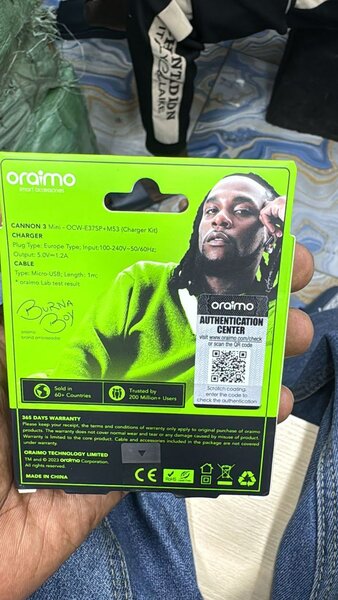 oraimo
smart accessories
CANNON 3 Mini - OCW-E37SP+M53 (Charger Kit)
CHARGER
Plug Type: Europe Type; Input:100-240V~50/60Hz;
Output: 5.0V⎓1.2A
CABLE
Type: Micro-USB; Length: 1m;
* oraimo Lab test result
BURNA
BOY
oraimo
brand ambassador
oraimo
AUTHENTICATION
CENTER
visit www.oraimo.com/check
or scan the QR code
Scratch coating,
enter the code to
check the authentication
Sold in
60+ Countries
Trusted by
200 Million+ Users
365 DAYS WARRANTY
Please keep your receipt, the terms and conditions of warranty only apply to original purchase of oraimo
products. The warranty does not cover normal wear and tear or any damage caused by misuse of product.
Warranty is limited to the core product. Cable and accessories included in the package are not covered
under warranty.
ORAIMO TECHNOLOGY LIMITED
TM and © 2023 oraimo Corporation.
All rights reserved.
MADE IN CHINA
CE
RoHS